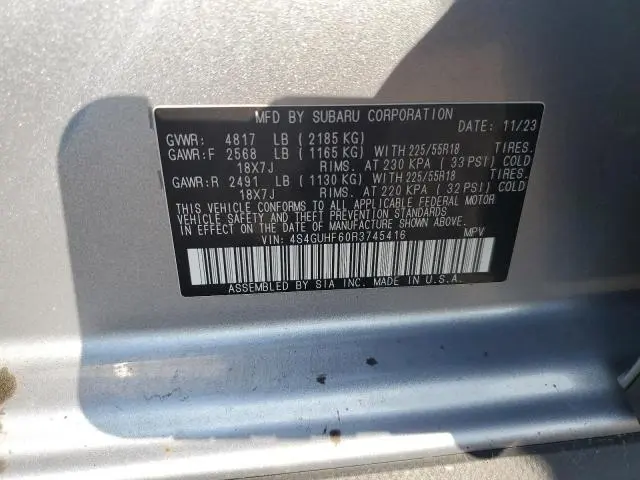 MFD BY SUBARU CORPORATION
DATE: 11/23
GVWR: 4817 LB ( 2185 KG)
GAWR:F 2568 LB ( 1165 KG) WITH 225/55R18 TIRES.
18X7J RIMS. AT 230 KPA ( 33 PSI) COLD
GAWR:R 2491 LB ( 1130 KG) WITH 225/55R18 TIRES.
18X7J RIMS. AT 220 KPA ( 32 PSI) COLD
THIS VEHICLE CONFORMS TO ALL APPLICABLE FEDERAL MOTOR
VEHICLE SAFETY, BUMPER, AND THEFT PREVENTION STANDARDS
IN EFFECT ON THE DATE OF MANUFACTURE SHOWN ABOVE.
VIN: 4S4GUHF60R3745416 MPV
ASSEMBLED BY SIA INC. MADE IN U.S.A.